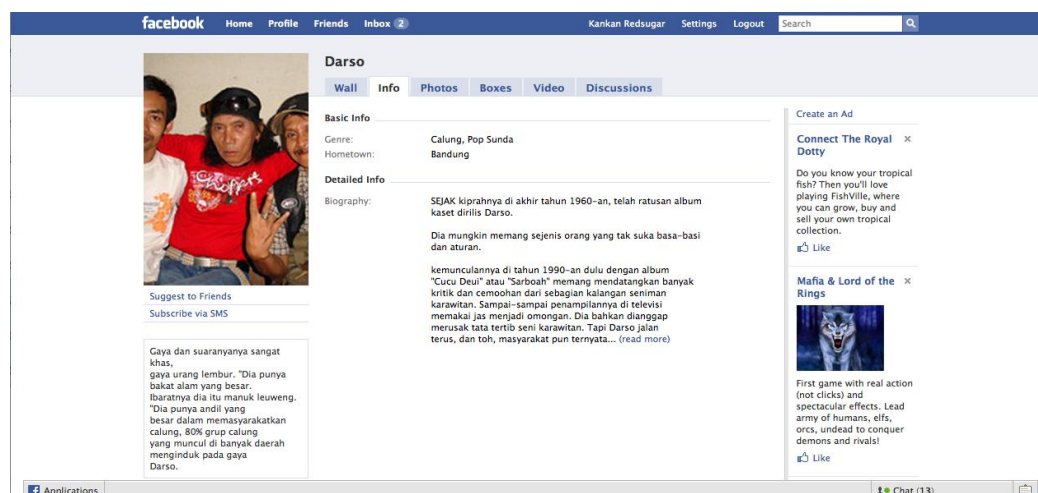 facebook Home Profile Friends Inbox 2 Kankan Redsugar Settings Logout Search
Darso
Wall Info Photos Boxes Video Discussions
Basic Info
Genre: Calung, Pop Sunda
Hometown: Bandung
Detailed Info
Biography: SEJAK kiprahnya di akhir tahun 1960-an, telah ratusan album
kaset dirilis Darso.
Dia mungkin memang sejenis orang yang tak suka basa-basi
dan aturan.
kemunculannya di tahun 1990-an dulu dengan album
"Cucu Deui" atau "Sarboah" memang mendatangkan banyak
kritik dan cemoohan dari sebagian kalangan seniman
karawitan. Sampai-sampai penampilannya di televisi
memakai jas menjadi omongan. Dia bahkan dianggap
merusak tata tertib seni karawitan. Tapi Darso jalan
terus, dan toh, masyarakat pun ternyata... (read more)
Choppers
Suggest to Friends
Subscribe via SMS
Gaya dan suaranyanya sangat
khas,
gaya urang lembur. "Dia punya
bakat alam yang besar.
Ibaratnya dia itu manuk leuweng.
"Dia punya andil yang
besar dalam memasyarakatkan
calung, 80% grup calung
yang muncul di banyak daerah
menginduk pada gaya
Darso.
Create an Ad
Connect The Royal
Dotty
Do you know your tropical
fish? Then you'll love
playing FishVille, where
you can grow, buy and
sell your own tropical
collection.
Like
Mafia & Lord of the
Rings
First game with real action
(not clicks) and
spectacular effects. Lead
army of humans, elfs,
orcs, undead to conquer
demons and rivals!
Like
Applications Chat (13)